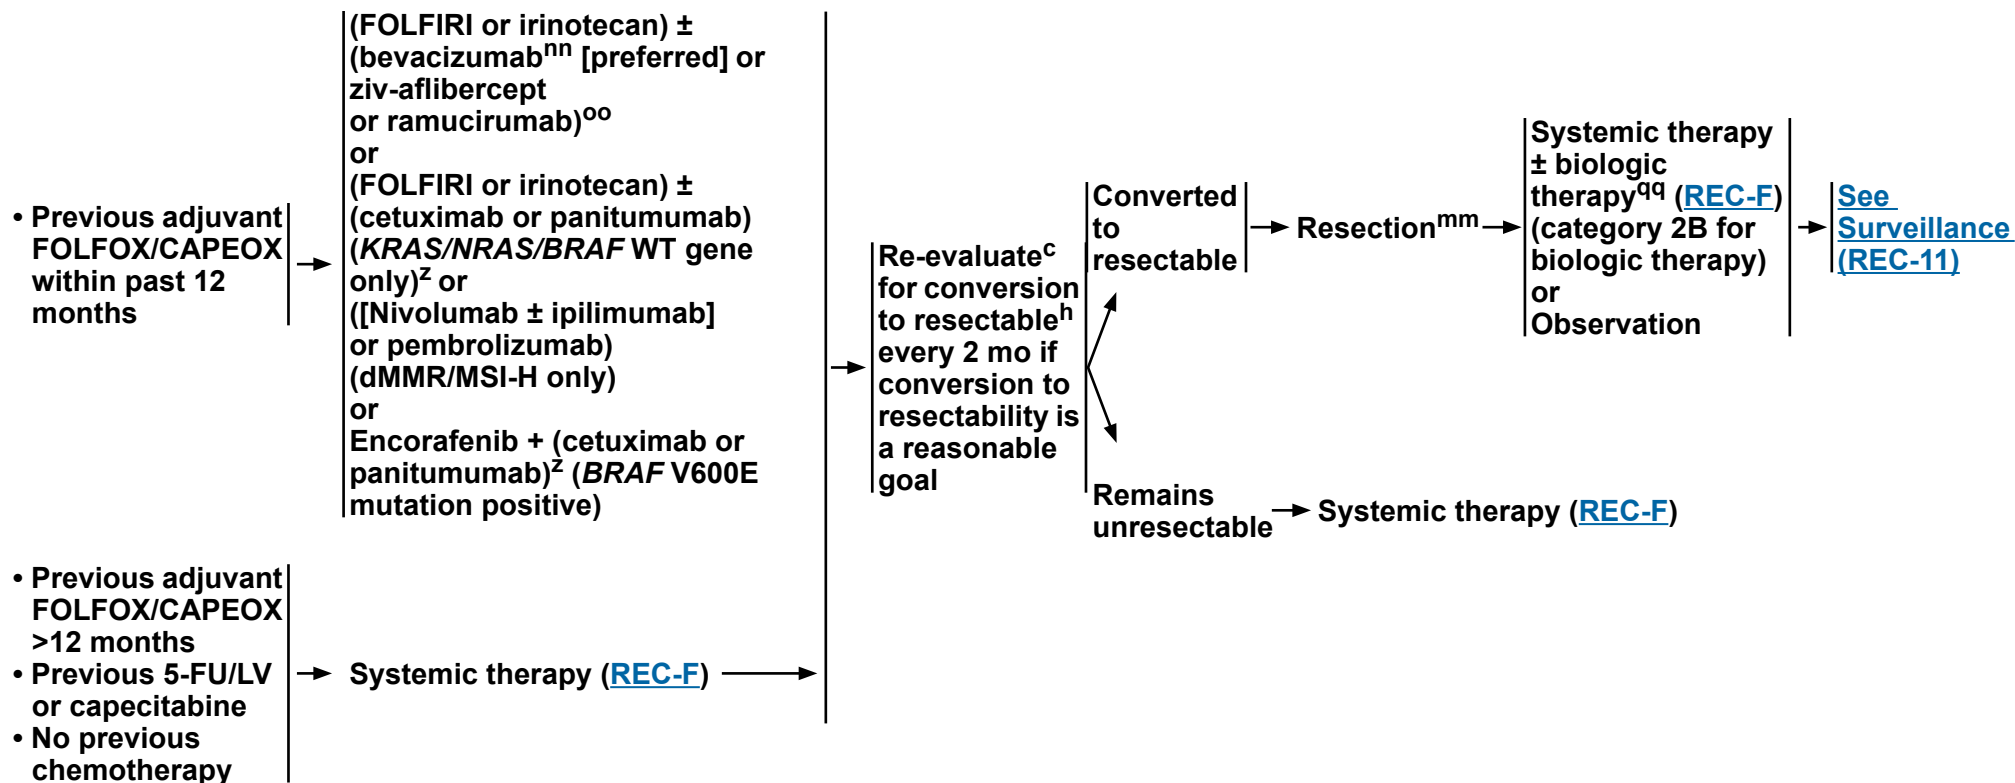 • Previous adjuvant
FOLFOX/CAPEOX
within past 12
months
(FOLFIRI or irinotecan) ±
(bevacizumabnn [preferred] or
ziv-aflibercept
or ramucirumab)oo
or
(FOLFIRI or irinotecan) ±
(cetuximab or panitumumab)
(KRAS/NRAS/BRAF WT gene
only)z or
([Nivolumab ± ipilimumab]
or pembrolizumab)
(dMMR/MSI-H only)
or
Encorafenib + (cetuximab or
panitumumab)z (BRAF V600E
mutation positive)
• Previous adjuvant
FOLFOX/CAPEOX
>12 months
• Previous 5-FU/LV
or capecitabine
• No previous
chemotherapy
Systemic therapy (REC-F)
Re-evaluatec
for conversion
to resectableh
every 2 mo if
conversion to
resectability is
a reasonable
goal
Converted
to
resectable
Resectionmm
Systemic therapy
± biologic
therapyqq (REC-F)
(category 2B for
biologic therapy)
or
Observation
See
Surveillance
(REC-11)
Remains
unresectable
Systemic therapy (REC-F)